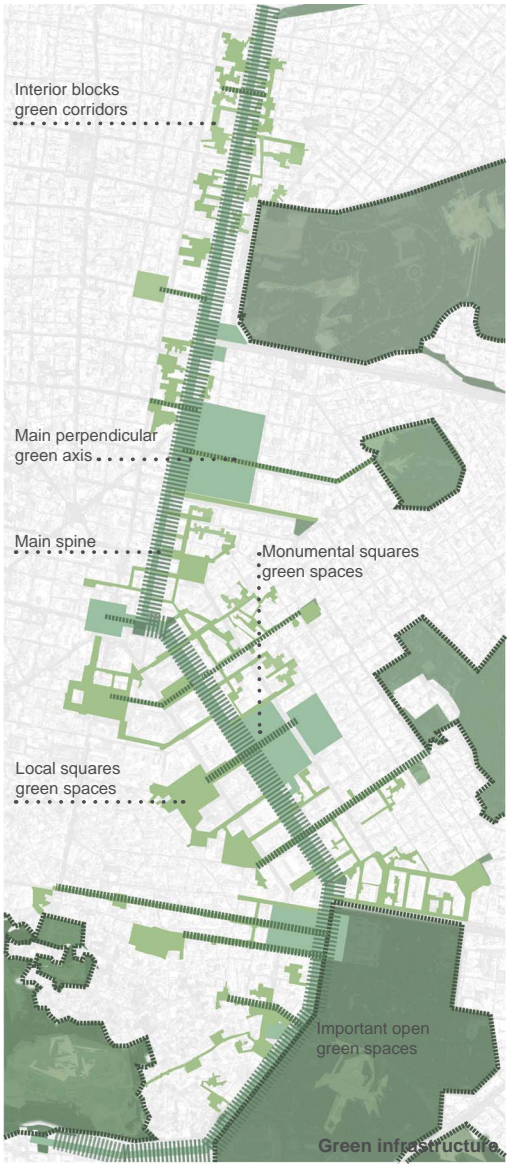 Interior blocks
green corridors
Main perpendicular
green axis
Main spine
Monumental squares
green spaces
Local squares
green spaces
Important open
green spaces
Green infrastructure